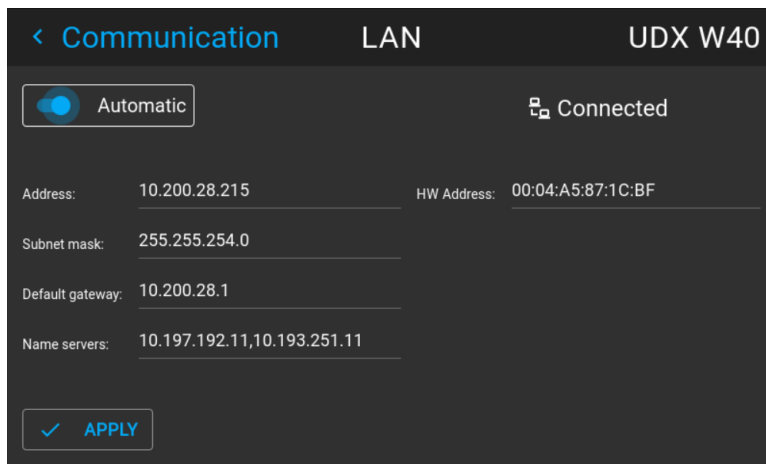 Communication LAN UDX W40
Automatic Connected
Address: 10.200.28.215 HW Address: 00:04:A5:87:1C:BF
Subnet mask: 255.255.254.0
Default gateway: 10.200.28.1
Name servers: 10.197.192.11,10.193.251.11
APPLY